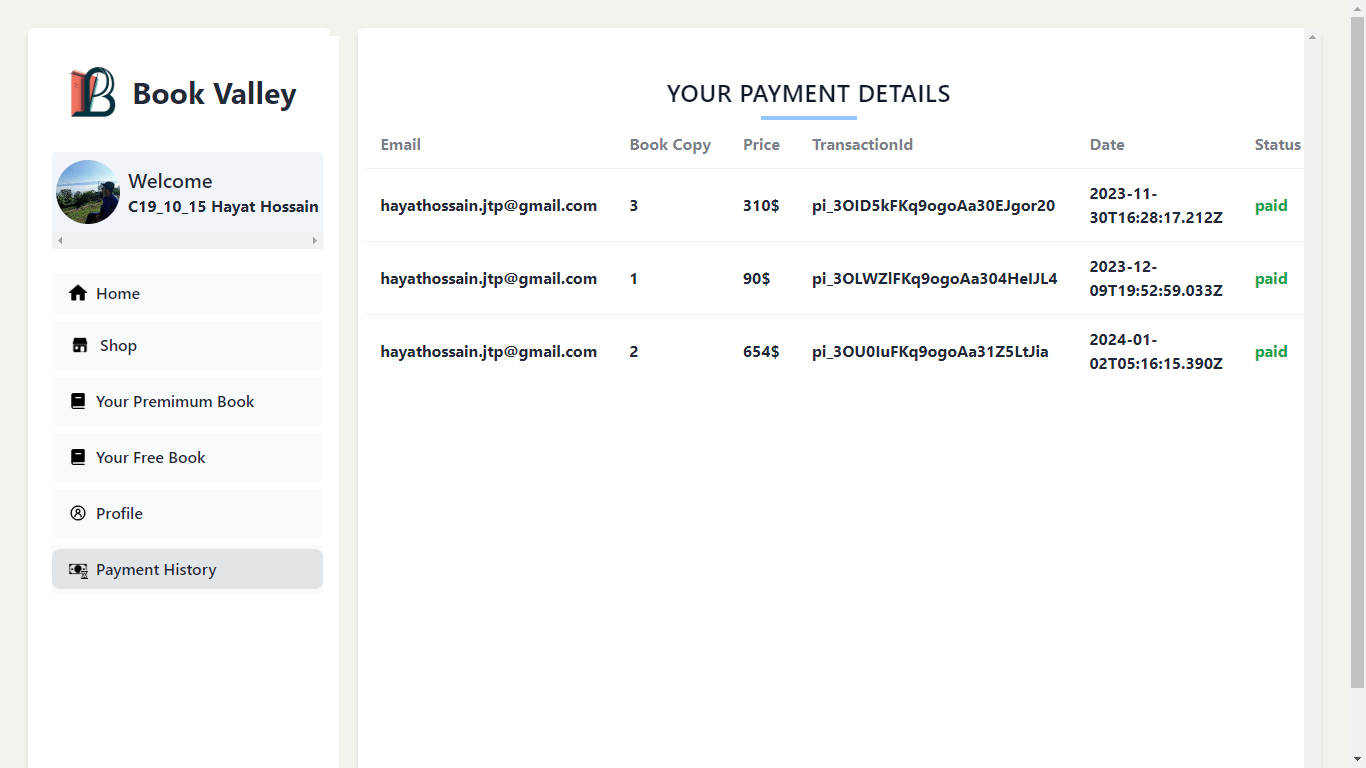 Book Valley
Welcome
C19_10_15 Hayat Hossain
Home
Shop
Your Premimum Book
Your Free Book
Profile
Payment History
YOUR PAYMENT DETAILS
Email Book Copy Price TransactionId Date Status
hayathossain.jtp@gmail.com 3 310$ pi_3OID5kFKq9ogoAa30EJgor20 2023-11-
30T16:28:17.212Z paid
hayathossain.jtp@gmail.com 1 90$ pi_3OLWZlFKq9ogoAa304HeIJL4 2023-12-
09T19:52:59.033Z paid
hayathossain.jtp@gmail.com 2 654$ pi_3OU0IuFKq9ogoAa31Z5LtJia 2024-01-
02T05:16:15.390Z paid